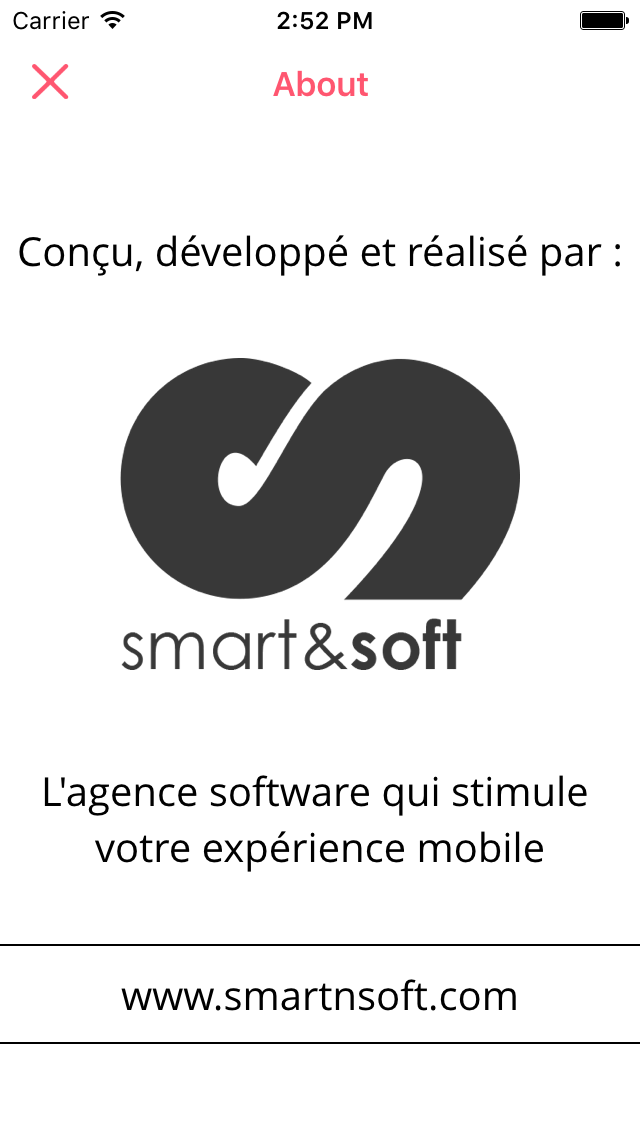 Carrier 2:52 PM
About
Conçu, développé et réalisé par :
smart&soft
L'agence software qui stimule
votre expérience mobile
www.smartnsoft.com